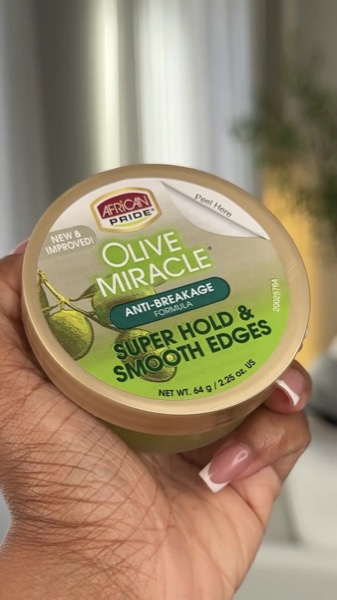 AFRICAN
PRIDE®
Peel Here
NEW &
IMPROVED!
OLIVE
MIRACLE®
ANTI-BREAKAGE
FORMULA
SUPER HOLD &
SMOOTH EDGES
NET WT. 64 g / 2.25 oz. US
20025764